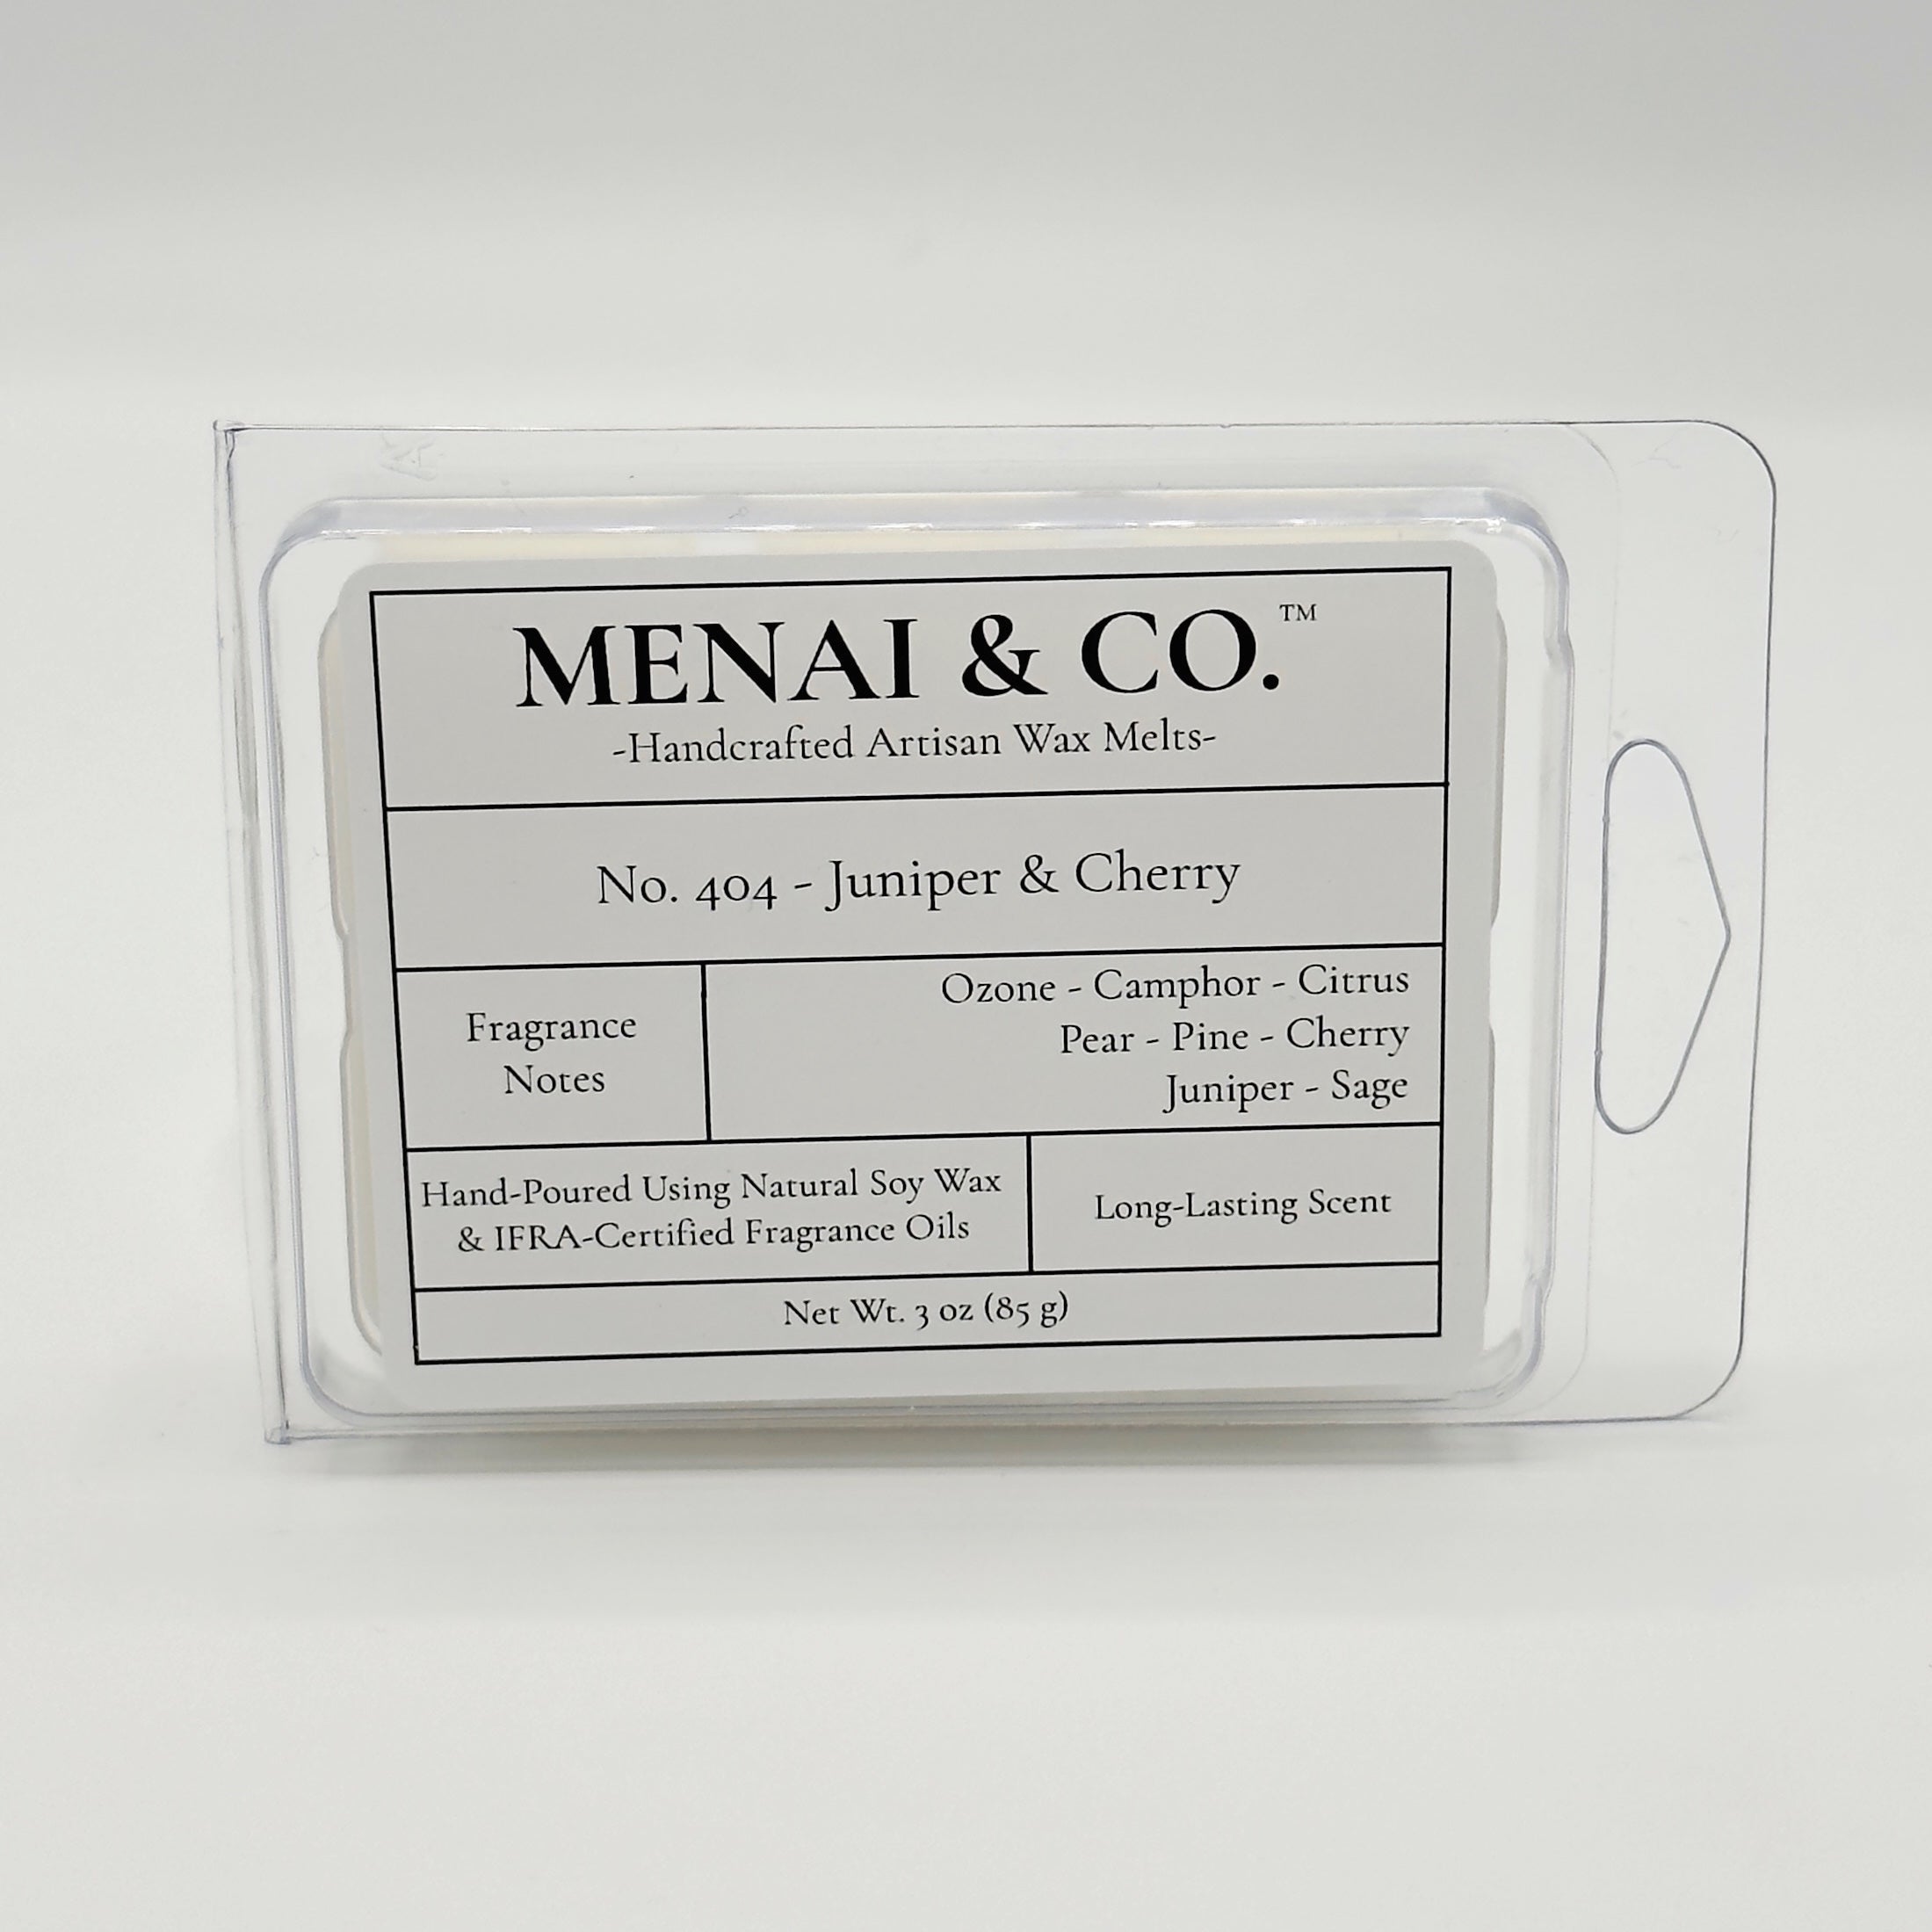 MENAI & CO.™
-Handcrafted Artisan Wax Melts-
No. 404 - Juniper & Cherry
Fragrance
Notes
Ozone - Camphor - Citrus
Pear - Pine - Cherry
Juniper - Sage
Hand-Poured Using Natural Soy Wax
& IFRA-Certified Fragrance Oils
Long-Lasting Scent
Net Wt. 3 oz (85 g)